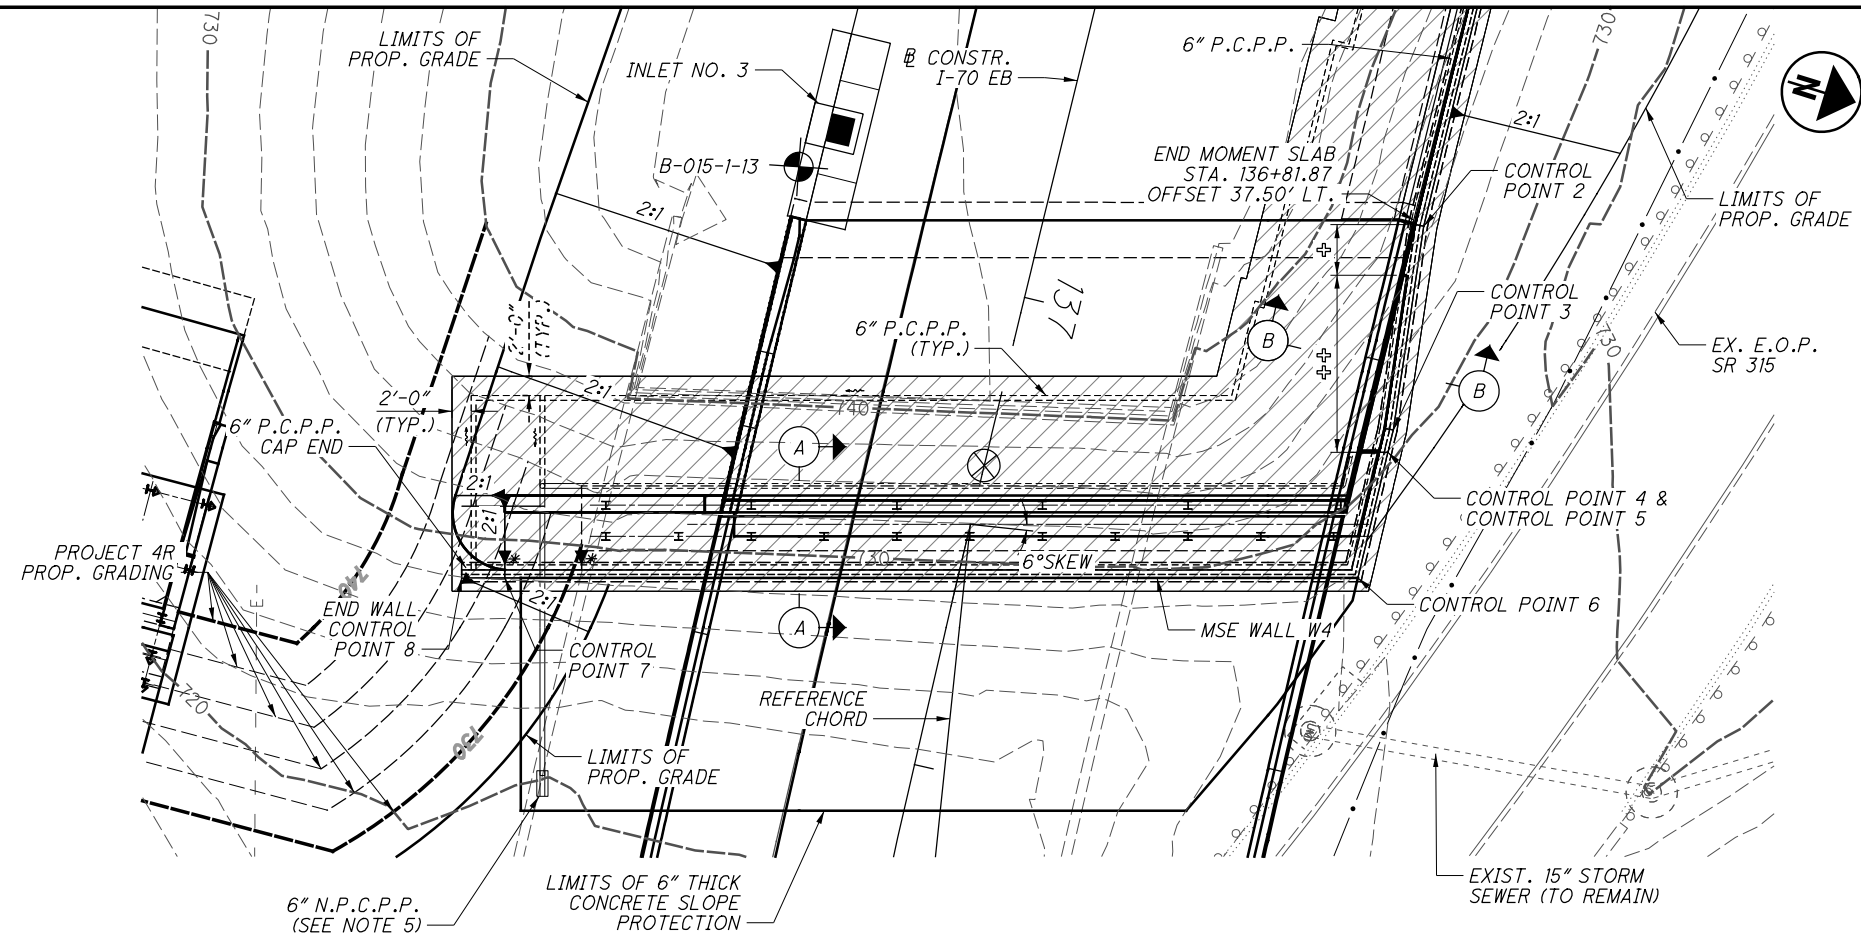 730
LIMITS OF
PROP. GRADE
INLET NO. 3
B-015-1-13
℄ CONSTR.
I-70 EB
6" P.C.P.P.
730
N
2:1
END MOMENT SLAB
STA. 136+81.87
OFFSET 37.50' LT.
CONTROL
POINT 2
LIMITS OF
PROP. GRADE
2:1
137
CONTROL
POINT 3
B
6" P.C.P.P.
(TYP.)
730
EX. E.O.P.
SR 315
B
2'-0"
(TYP.)
2:1
2'-0"
(TYP.)
740
6" P.C.P.P.
CAP END
A
2:1
2:1
CONTROL POINT 4 &
CONTROL POINT 5
PROJECT 4R
PROP. GRADING
*
*
730
6° SKEW
740
2:1
END WALL
CONTROL
POINT 8
CONTROL
POINT 7
A
MSE WALL W4
CONTROL POINT 6
E
720
REFERENCE
CHORD
730
LIMITS OF
PROP. GRADE
6" N.P.C.P.P.
(SEE NOTE 5)
LIMITS OF 6" THICK
CONCRETE SLOPE
PROTECTION
EXIST. 15" STORM
SEWER (TO REMAIN)